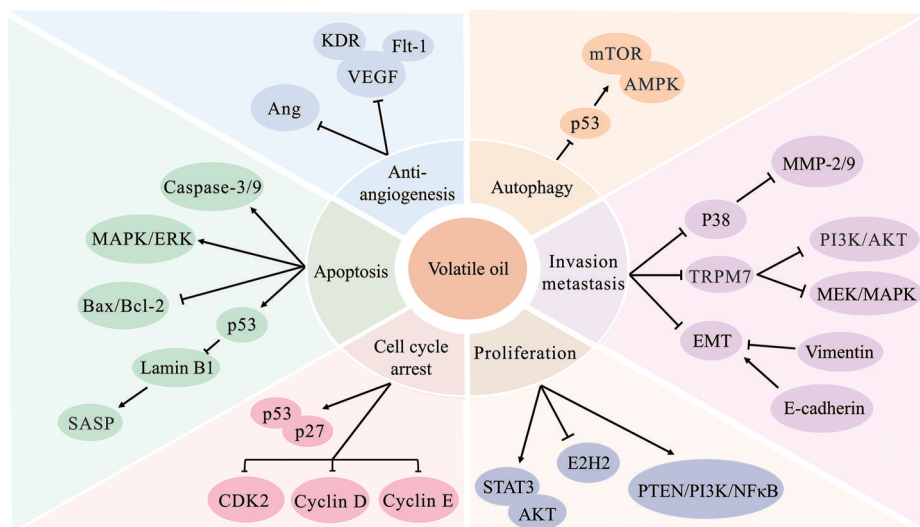 KDR
Flt-1
VEGF
Ang
Anti-
angiogenesis
mTOR
AMPK
p53
Autophagy
MMP-2/9
P38
PI3K/AKT
TRPM7
MEK/MAPK
EMT
Vimentin
E-cadherin
Invasion
metastasis
Volatile oil
Caspase-3/9
MAPK/ERK
Bax/Bcl-2
p53
Lamin B1
SASP
Apoptosis
Cell cycle
arrest
p53
p27
CDK2
Cyclin D
Cyclin E
Proliferation
STAT3
AKT
E2H2
PTEN/PI3K/NFκB